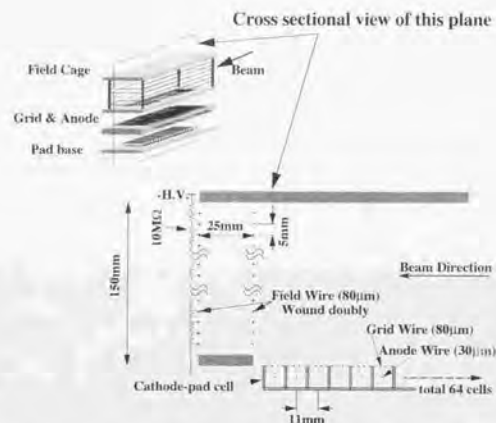 Cross sectional view of this plane
Field Cage
Beam
Grid & Anode
Pad base
-H.V.
10MΩ
25mm
5mm
150mm
Beam Direction
Field Wire (80μm)
Wound doubly
Grid Wire (80μm)
Anode Wire (30μm)
Cathode-pad cell
total 64 cells
11mm